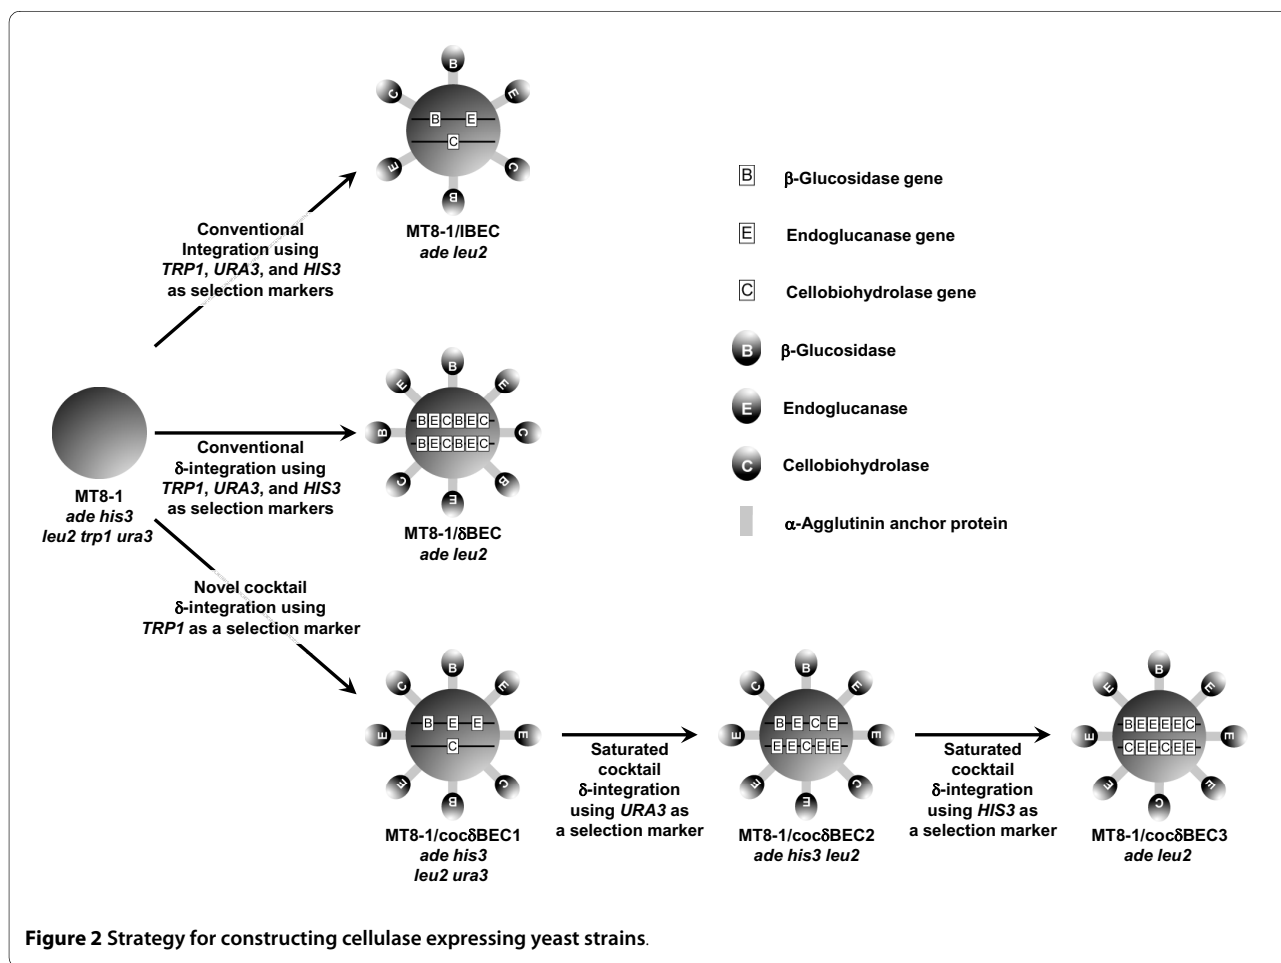 B
E
C
B
E
C
B E
C
MT8-1/IBEC
ade leu2
Conventional
Integration using
TRP1, URA3, and HIS3
as selection markers
B β-Glucosidase gene
E Endoglucanase gene
C Cellobiohydrolase gene
B β-Glucosidase
E Endoglucanase
C Cellobiohydrolase
α-Agglutinin anchor protein
MT8-1
ade his3
leu2 trp1 ura3
Conventional
δ-integration using
TRP1, URA3, and HIS3
as selection markers
B
E
C
B
E
C
B
E
BECBEC
BECBEC
MT8-1/δBEC
ade leu2
Novel cocktail
δ-integration using
TRP1 as a selection marker
B
E
E
C
B
E
E
C
B E E
C
MT8-1/cocδBEC1
ade his3
leu2 ura3
Saturated
cocktail
δ-integration
using URA3 as
a selection marker
B
E
E
C
E
E
E
C
B E C E
E E C E E
MT8-1/cocδBEC2
ade his3 leu2
Saturated
cocktail
δ-integration
using HIS3 as
a selection marker
B
E
E
E
C
E
E
E
BEEEEC
CEECEE
MT8-1/cocδBEC3
ade leu2
Figure 2 Strategy for constructing cellulase expressing yeast strains.